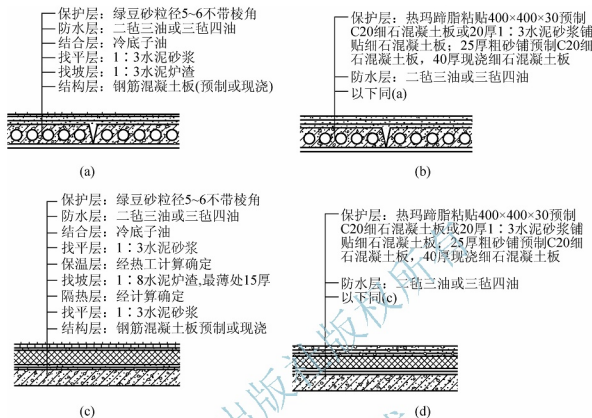 保护层：绿豆砂粒径5~6不带棱角
防水层：二毡三油或三毡四油
结合层：冷底子油
找平层：1∶3水泥砂浆
找坡层：1∶3水泥炉渣
结构层：钢筋混凝土板(预制或现浇)
(a)
保护层：热玛蹄脂粘贴400×400×30预制
C20细石混凝土板或20厚1∶3水泥砂浆铺
贴细石混凝土板；25厚粗砂铺预制C20细
石混凝土板，40厚现浇细石混凝土板
防水层：二毡三油或三毡四油
以下同(a)
(b)
保护层：绿豆砂粒径5~6不带棱角
防水层：二毡三油或三毡四油
结合层：冷底子油
找平层：1∶3水泥砂浆
保温层：经热工计算确定
找坡层：1∶8水泥炉渣,最薄处15厚
隔热层：经计算确定
找平层：1∶3水泥砂浆
结构层：钢筋混凝土板预制或现浇
(c)
保护层：热玛蹄脂粘贴400×400×30预制
C20细石混凝土板或20厚1∶3水泥砂浆铺
贴细石混凝土板；25厚粗砂铺预制C20细
石混凝土板，40厚现浇细石混凝土板
防水层：二毡三油或三毡四油
以下同(c)
(d)
出版社版权所有